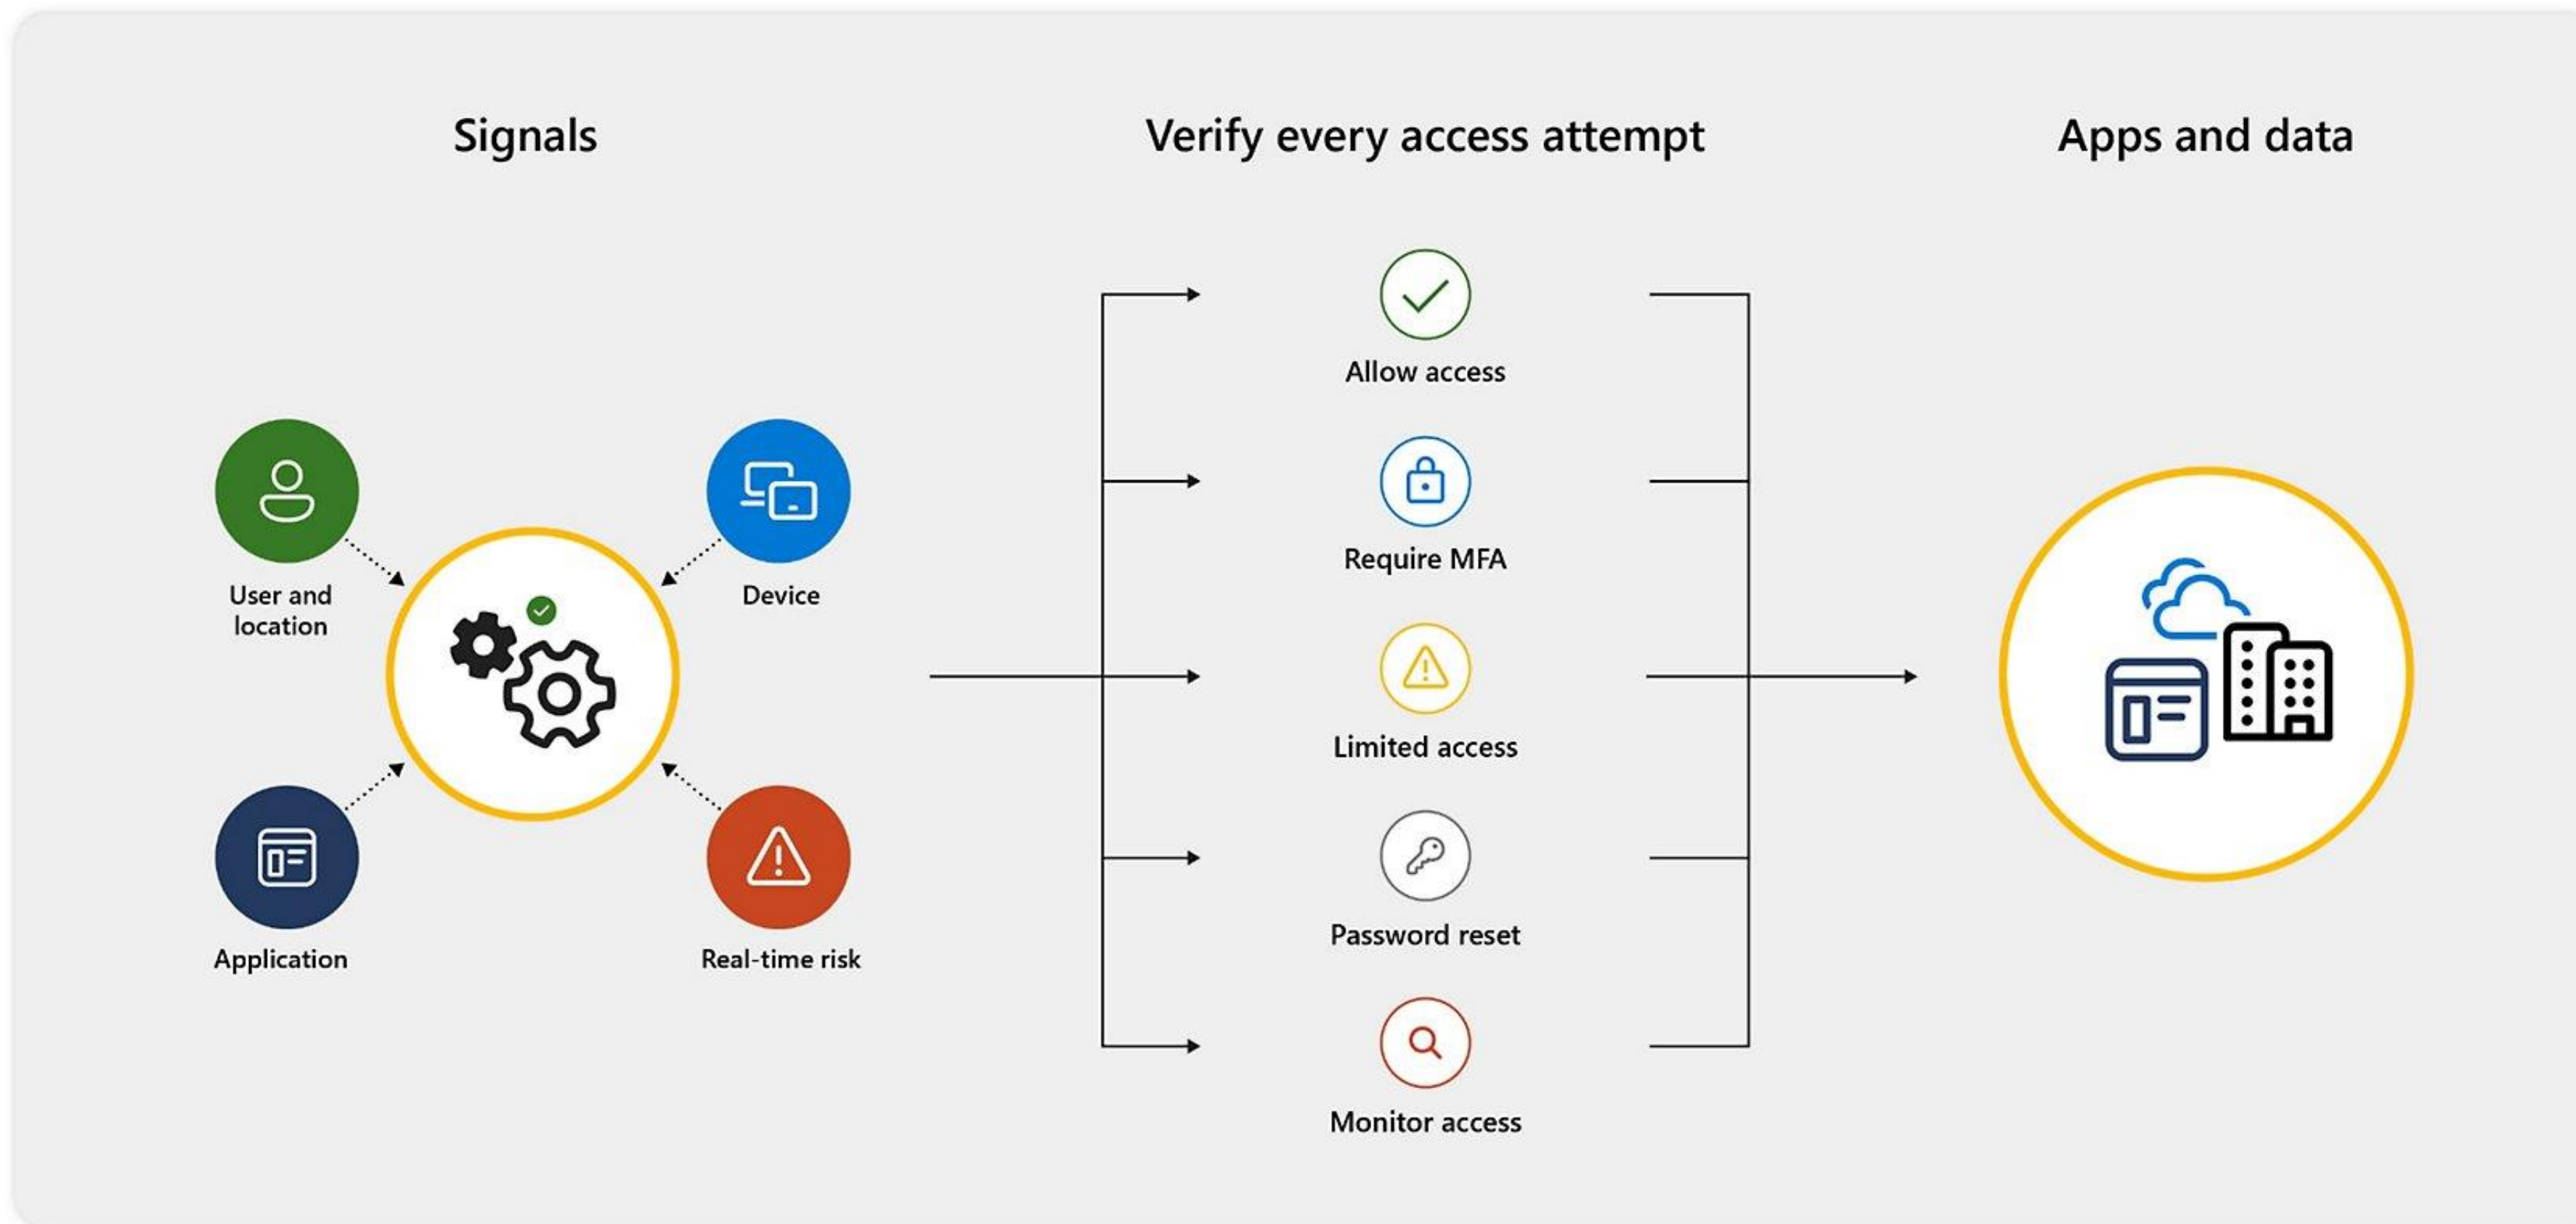 Signals
Verify every access attempt
Apps and data
User and
location
Device
Application
Real-time risk
Allow access
Require MFA
Limited access
Password reset
Monitor access